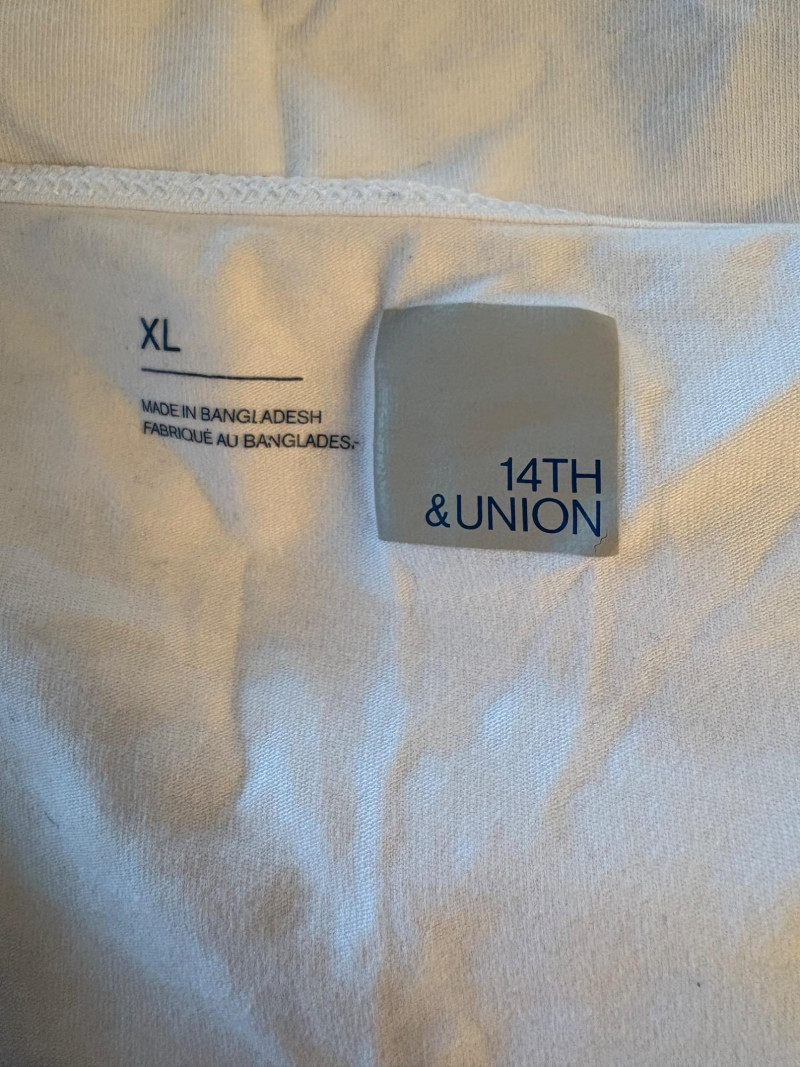 XL
MADE IN BANGLADESH
FABRIQUÉ AU BANGLADES
14TH
&UNION